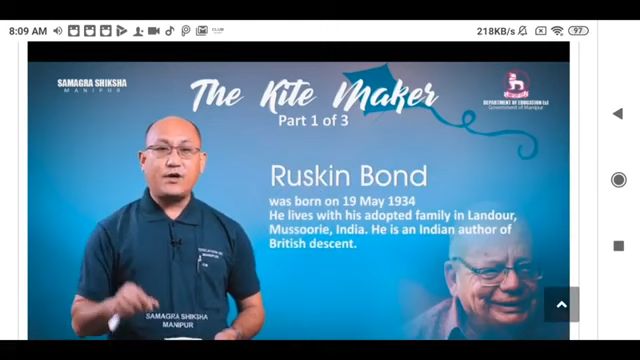 8:09 AM
218KB/s
97
SAMAGRA SHIKSHA
MANIPUR
The Kite Maker
Part 1 of 3
DEPARTMENT OF EDUCATION (s)
Government of Manipur
Ruskin Bond
was born on 19 May 1934
He lives with his adopted family in Landour,
Mussoorie, India. He is an Indian author of
British descent.
SAMAGRA SHIKSHA
MANIPUR